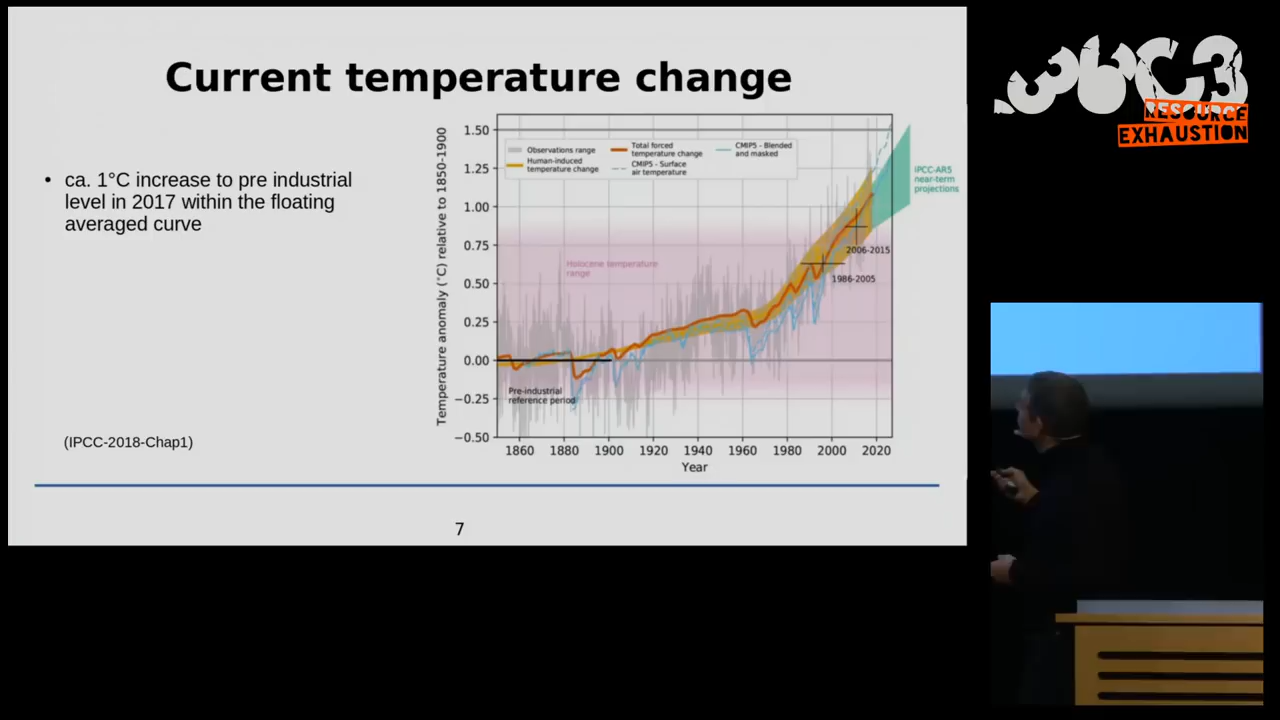 Current temperature change
• ca. 1°C increase to pre industrial
level in 2017 within the floating
averaged curve
(IPCC-2018-Chap1)
Temperature anomaly (°C) relative to 1850-1900
1.50
1.25
1.00
0.75
0.50
0.25
0.00
−0.25
−0.50
Observations range
Human-induced
temperature change
Total forced
temperature change
CMIP5 - Surface
air temperature
CMIP5 - Blended
and masked
IPCC-AR5
near-term
projections
Holocene temperature
range
2006-2015
1986-2005
Pre-industrial
reference period
1860 1880 1900 1920 1940 1960 1980 2000 2020
Year
7
36C3
RESOURCE
EXHAUSTION